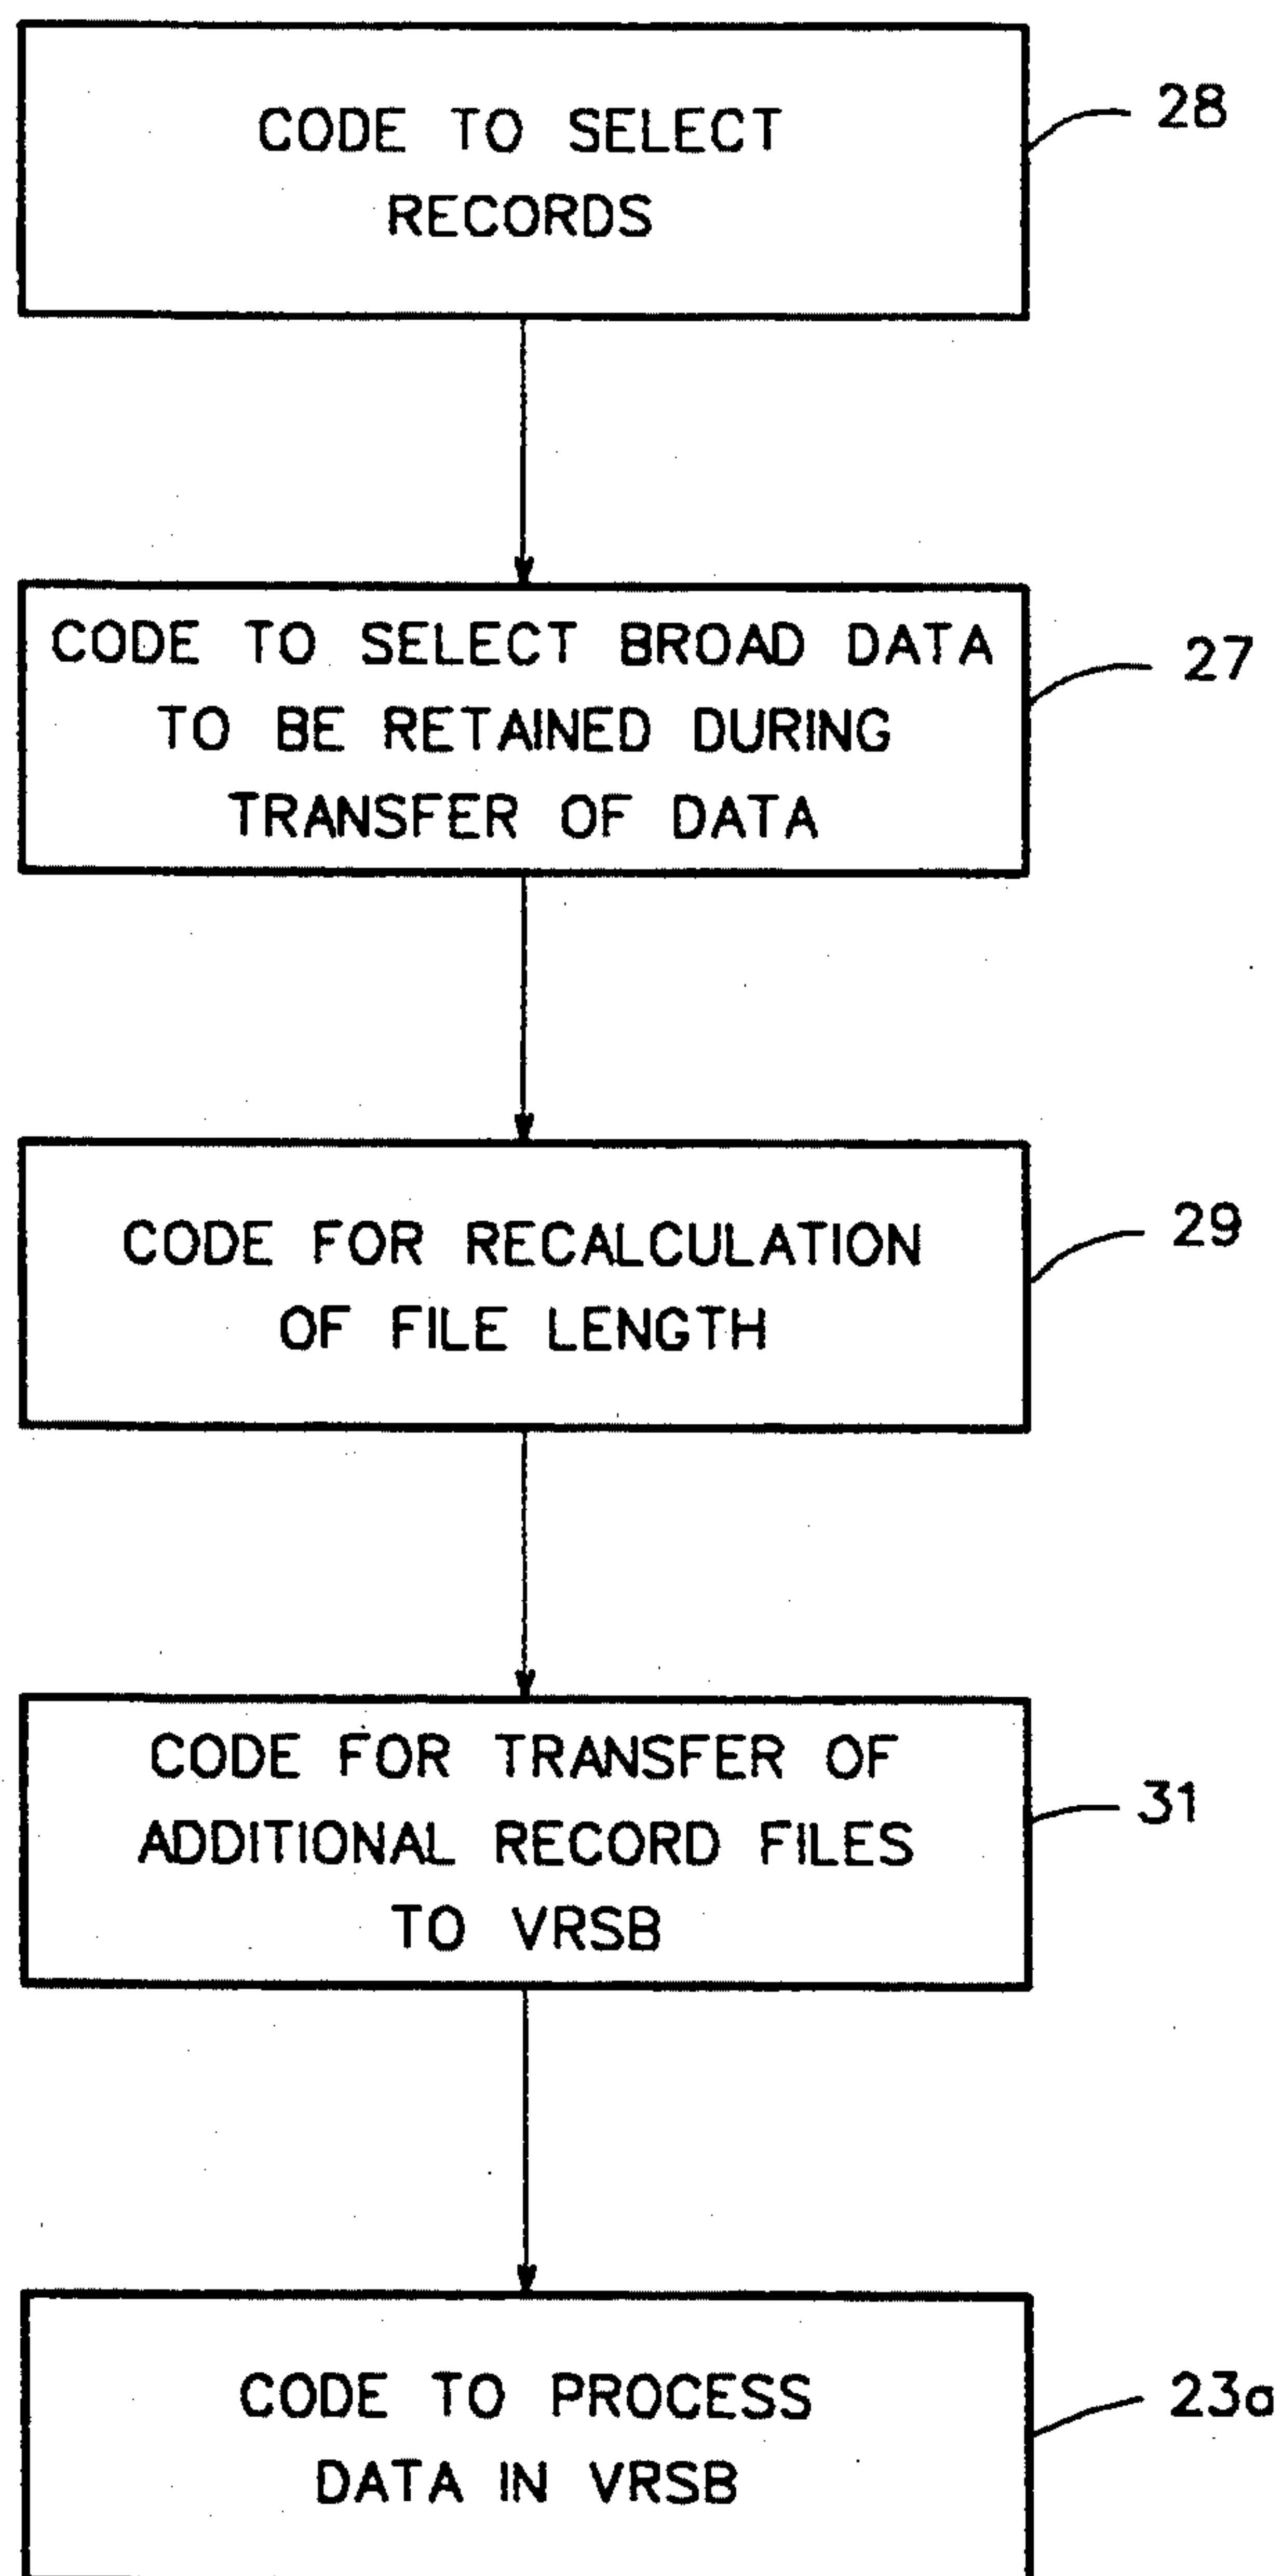 CODE TO SELECT
RECORDS
28
CODE TO SELECT BROAD DATA
TO BE RETAINED DURING
TRANSFER OF DATA
27
CODE FOR RECALCULATION
OF FILE LENGTH
29
CODE FOR TRANSFER OF
ADDITIONAL RECORD FILES
TO VRSB
31
CODE TO PROCESS
DATA IN VRSB
23a